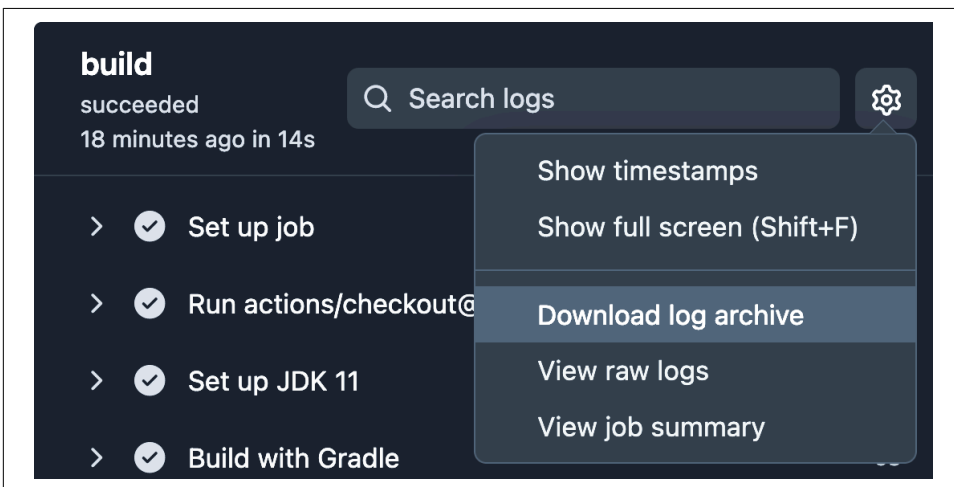 build
succeeded
18 minutes ago in 14s
Search logs
Show timestamps
Show full screen (Shift+F)
Download log archive
View raw logs
View job summary
Set up job
Run actions/checkout@
Set up JDK 11
Build with Gradle